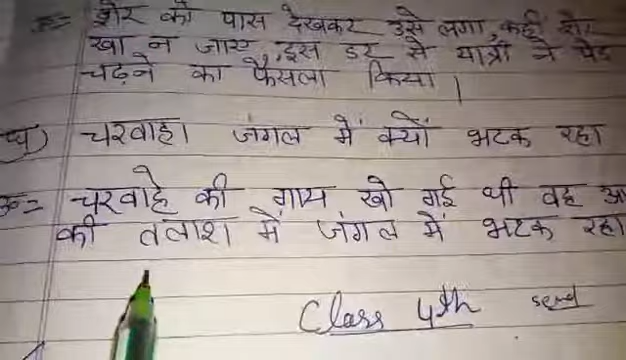 उ= शेर को पास देखकर उसे लगा, कहीं शे
खा न जाए, इस डर से यात्री ने पेड़
चढ़ने का फैसला किया।
चरवाहा जंगल में क्यों भटक रहा
उ= चरवाहे की गाय खो गई थी वह
की तलाश में जंगल में भटक रहा
Class 4th send